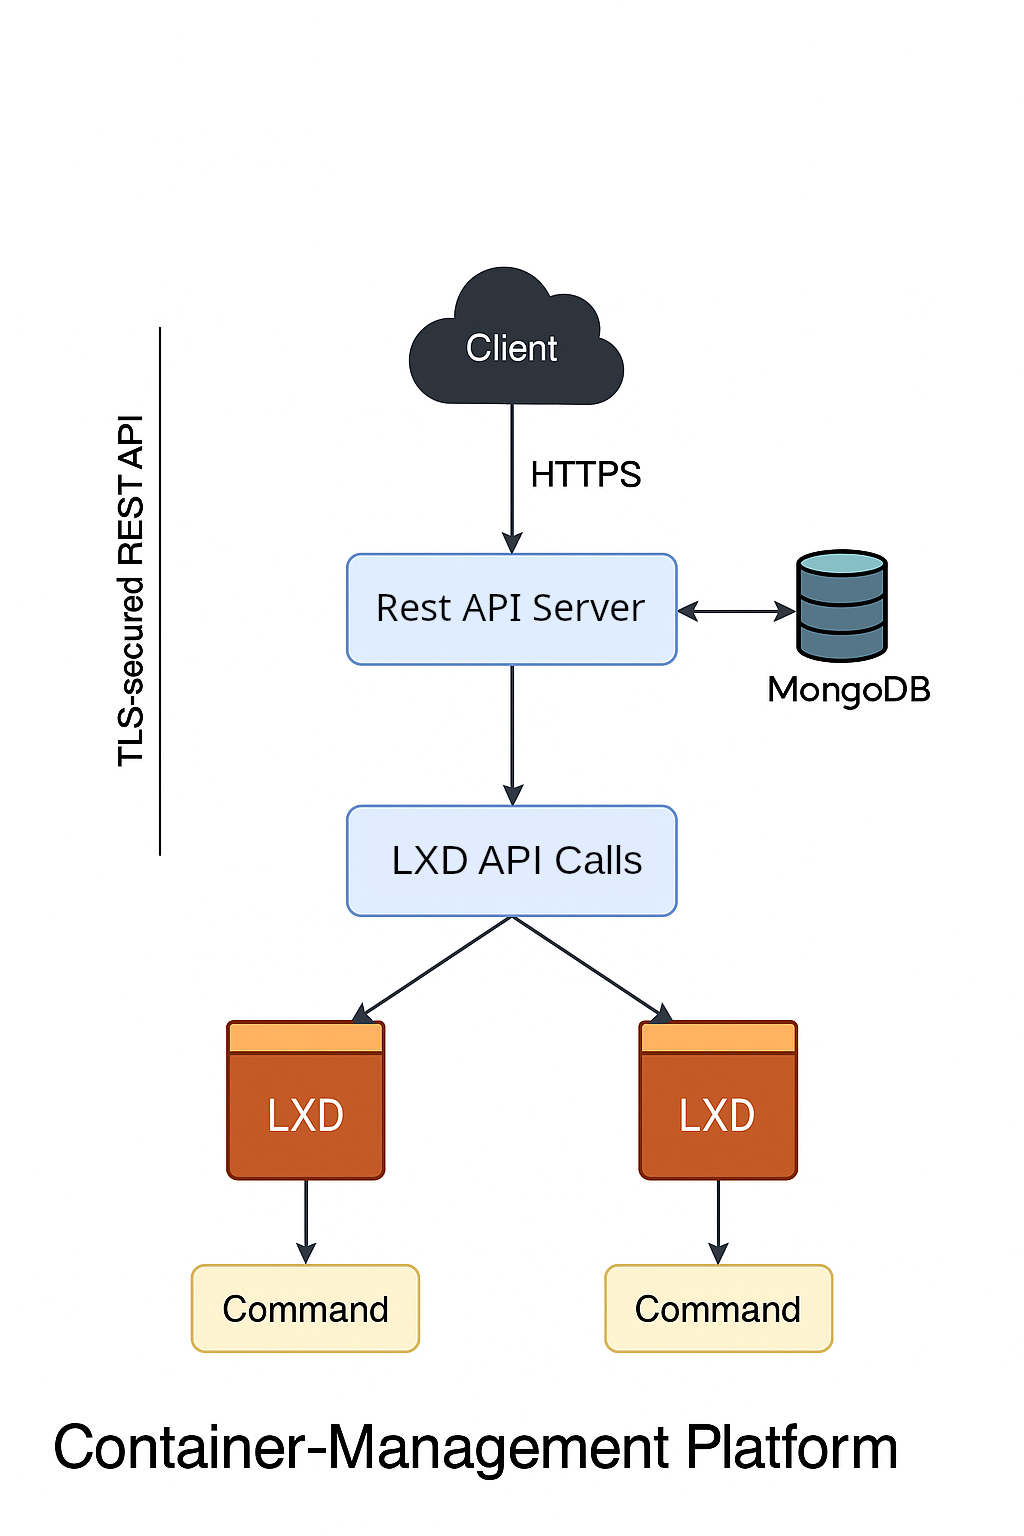 Client
HTTPS
TLS-secured REST API
Rest API Server
MongoDB
LXD API Calls
LXD
LXD
Command
Command
Container-Management Platform